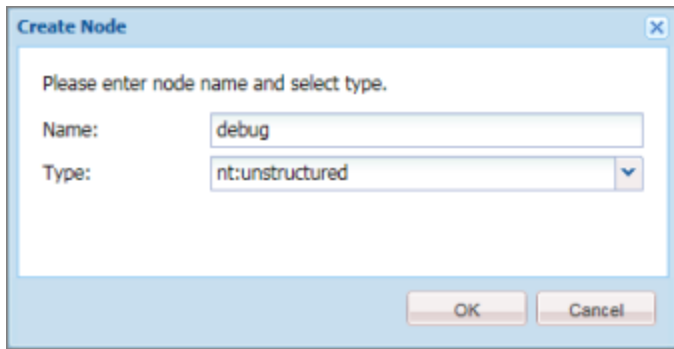 Create Node
Please enter node name and select type.
Name: debug
Type: nt:unstructured
OK Cancel